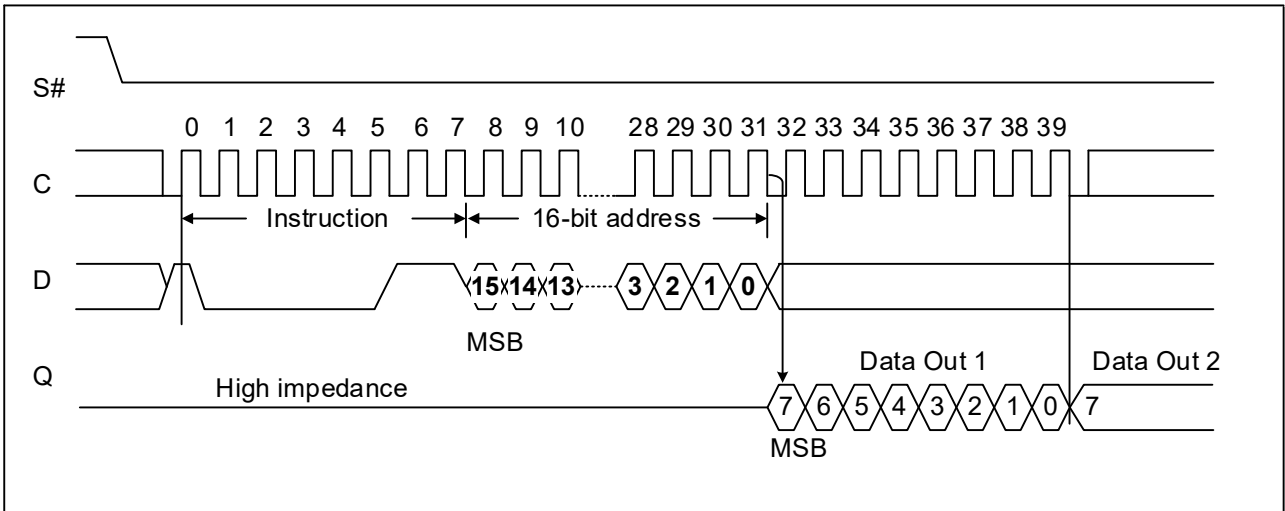 S#
0 1 2 3 4 5 6 7 8 9 10 28 29 30 31 32 33 34 35 36 37 38 39
C
Instruction 16-bit address
D 15 14 13 3 2 1 0
MSB
Data Out 1 Data Out 2
Q
High impedance
7 6 5 4 3 2 1 0 7
MSB